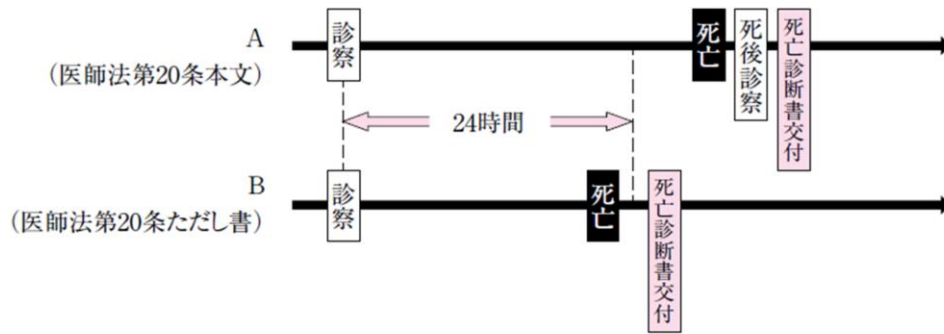 A
（医師法第20条本文）
診察
死亡
死後診察
死亡診断書交付
24時間
B
（医師法第20条ただし書）
診察
死亡
死亡診断書交付